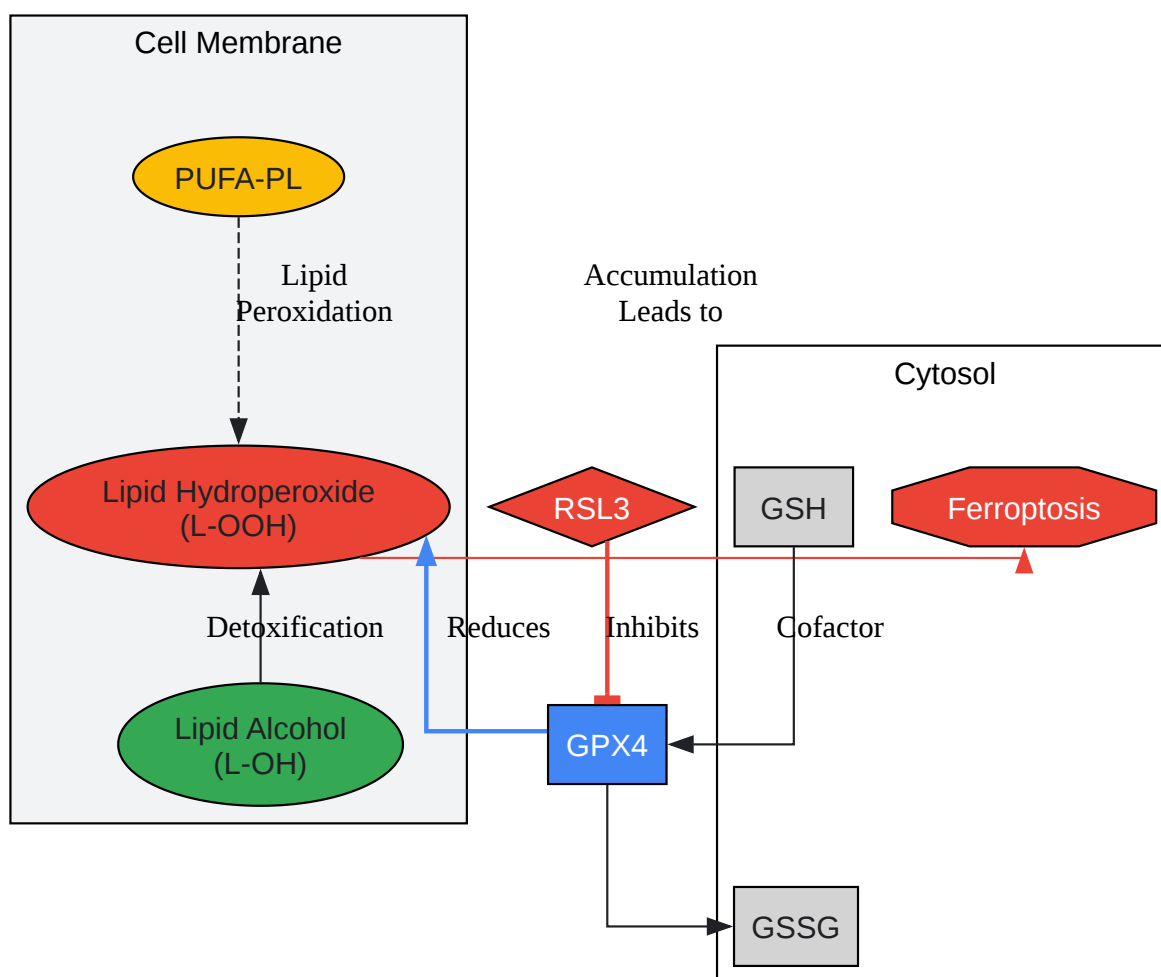 Cell Membrane
PUFA-PL
Lipid
Peroxidation
Accumulation
Leads to
Cytosol
Lipid Hydroperoxide
(L-OOH)
RSL3
GSH
Ferroptosis
Detoxification
Reduces
Inhibits
Cofactor
Lipid Alcohol
(L-OH)
GPX4
GSSG